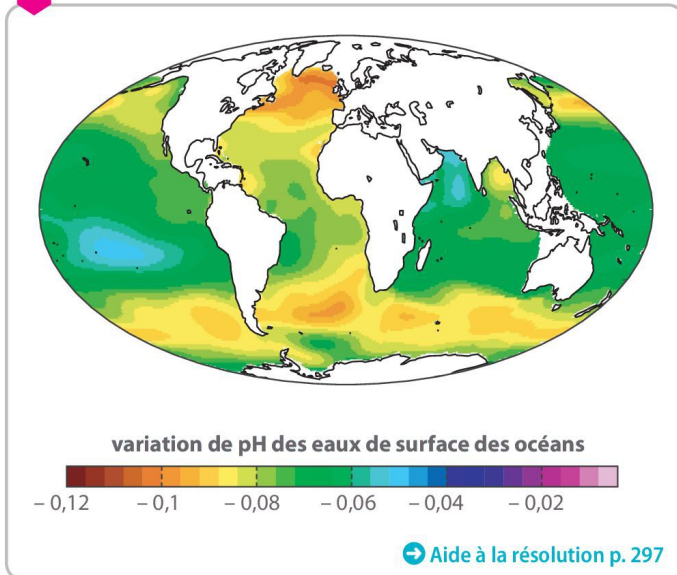 variation de pH des eaux de surface des océans
– 0,12 – 0,1 – 0,08 – 0,06 – 0,04 – 0,02
Aide à la résolution p. 297